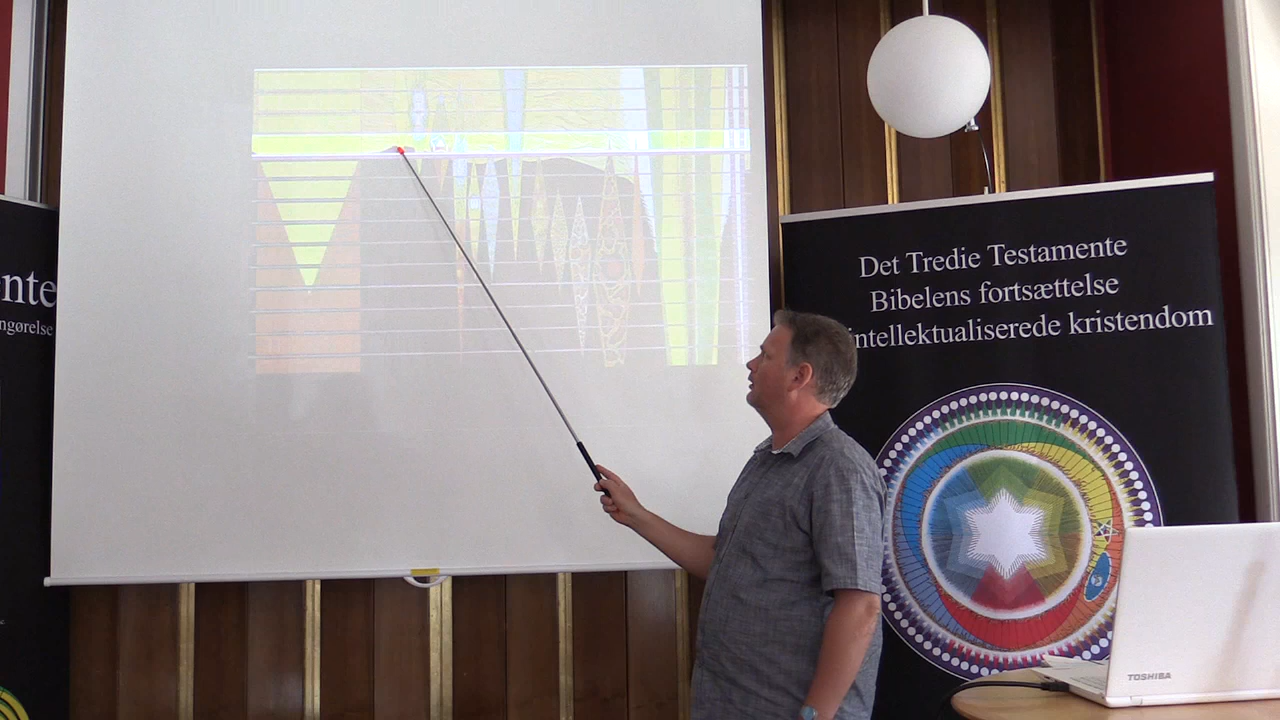 nte
ngørelse
Det Tredie Testamente
Bibelens fortsættelse
intellektualiserede kristendom
TOSHIBA